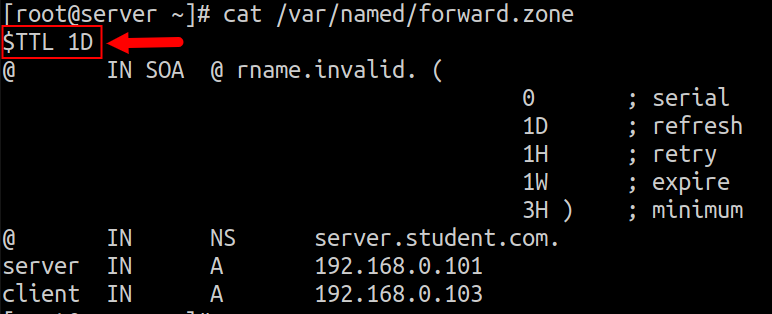 [root@server ~]# cat /var/named/forward.zone
$TTL 1D
@ IN SOA @ rname.invalid. (
0 ; serial
1D ; refresh
1H ; retry
1W ; expire
3H ) ; minimum
@ IN NS server.student.com.
server IN A 192.168.0.101
client IN A 192.168.0.103